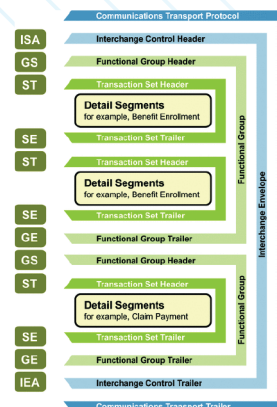 Communications Transport Protocol
ISA
Interchange Control Header
GS
Functional Group Header
ST
Transaction Set Header
Detail Segments
for example, Benefit Enrollment
SE
Transaction Set Trailer
ST
Transaction Set Header
Detail Segments
for example, Benefit Enrollment
SE
Transaction Set Trailer
GE
Functional Group Trailer
Functional Group
GS
Functional Group Header
ST
Transaction Set Header
Detail Segments
for example, Claim Payment
SE
Transaction Set Trailer
GE
Functional Group Trailer
Functional Group
IEA
Interchange Control Trailer
Interchange Envelope
Communications Transport Trailer